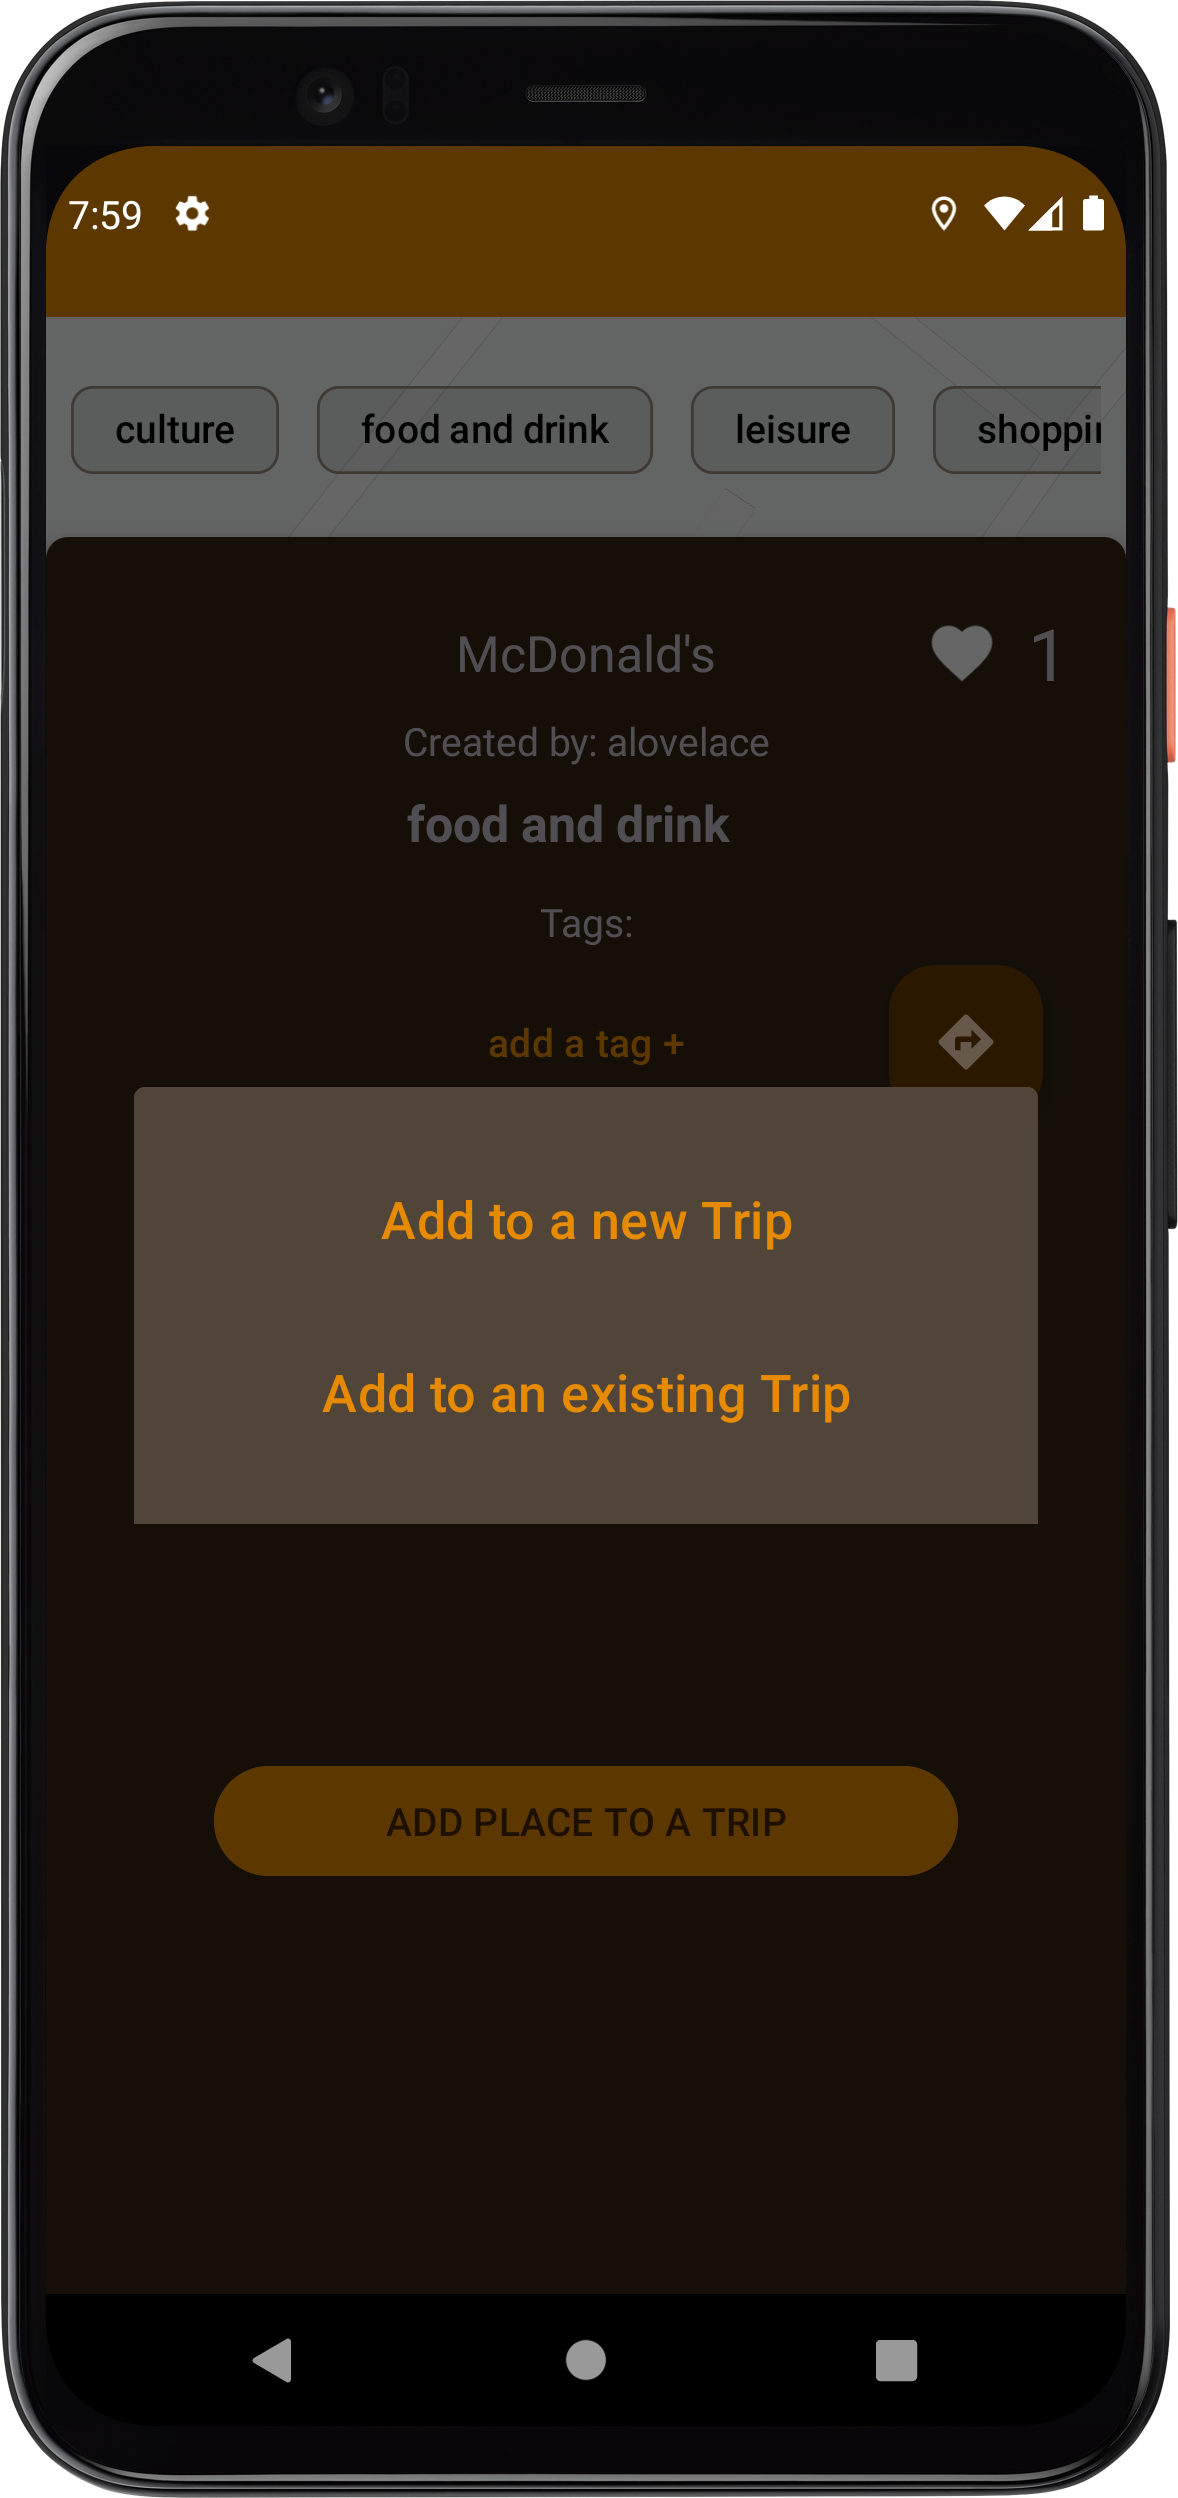 7:59
culture food and drink leisure shoppin
McDonald's 1
Created by: alovelace
food and drink
Tags:
add a tag +
Add to a new Trip
Add to an existing Trip
ADD PLACE TO A TRIP